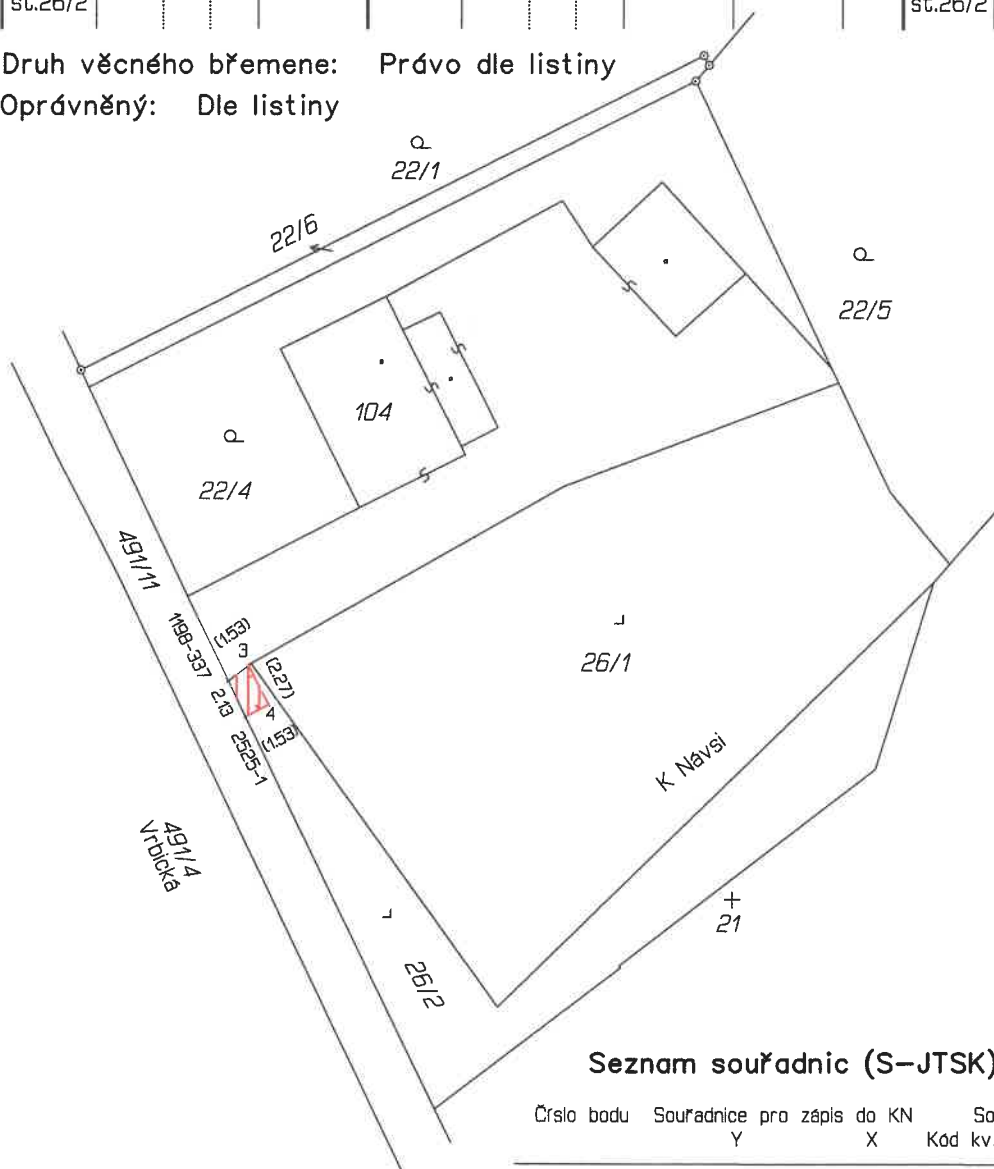 st.26/2 st.26/2
Druh věcného břemene: Právo dle listiny
Oprávněný: Dle listiny
22/1
22/6
22/5
104
22/4
491/11
1198-337
(1.53)
3
(2.27)
2.13
4
(1.53)
2525-1
26/1
K Návsi
491/4
Vrbická
21
26/2
Seznam souřadnic (S-JTSK)
Číslo bodu Souřadnice pro zápis do KN So
Y X Kód kv.